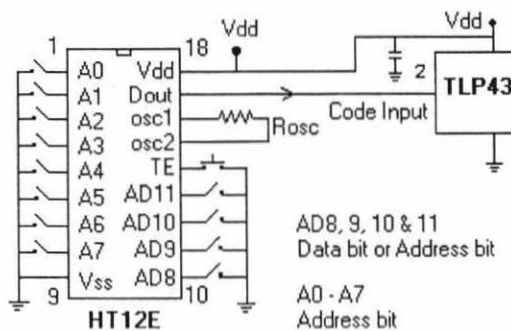 1
18
Vdd
Vdd
A0
Vdd
A1
Dout
A2
osc1
A3
osc2
Rosc
A4
TE
A5
AD11
A6
AD10
A7
AD9
Vss
AD8
9
10
HT12E
2
TLP43
Code Input
AD8, 9, 10 & 11
Data bit or Address bit
A0 - A7
Address bit